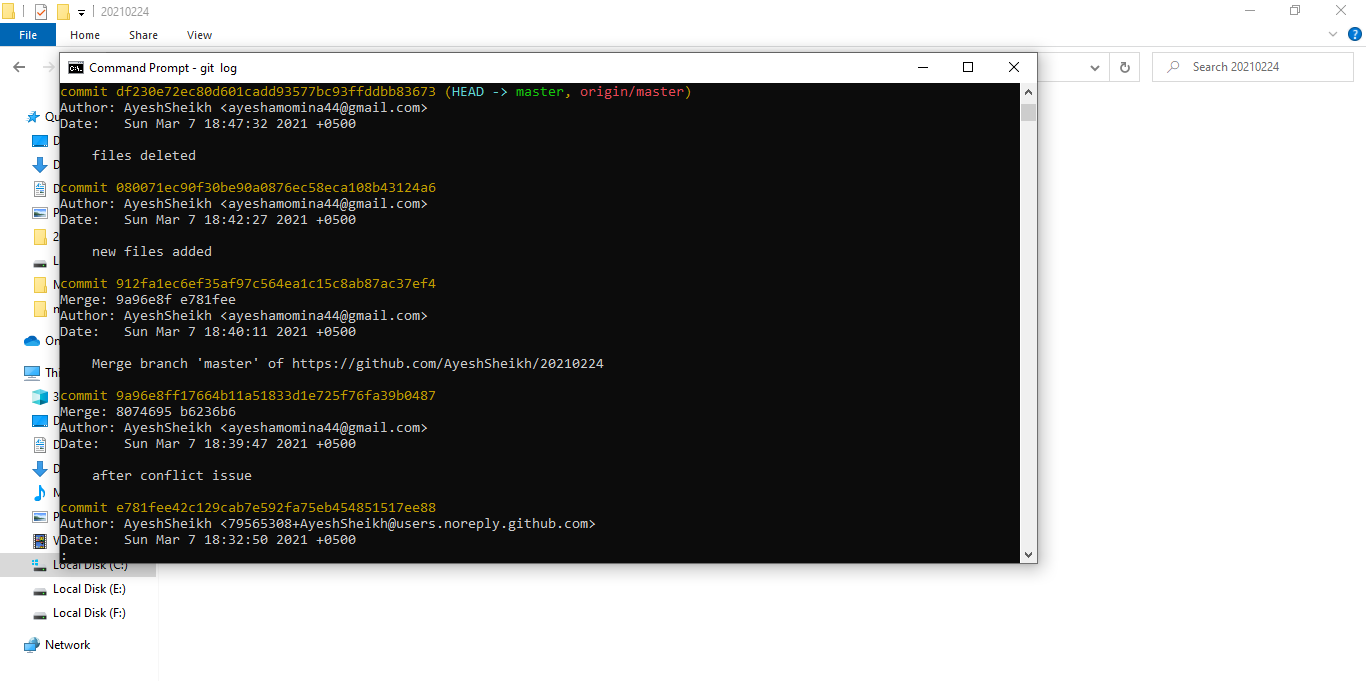 20210224
File Home Share View
Command Prompt - git log
Search 20210224
commit df230e72ec80d601cadd93577bc93ffddbb83673 (HEAD -> master, origin/master)
Author: AyeshSheikh <ayeshamomina44@gmail.com>
Date:   Sun Mar 7 18:47:32 2021 +0500
files deleted
commit 080071ec90f30be90a0876ec58eca108b43124a6
Author: AyeshSheikh <ayeshamomina44@gmail.com>
Date:   Sun Mar 7 18:42:27 2021 +0500
new files added
commit 912fa1ec6ef35af97c564ea1c15c8ab87ac37ef4
Merge: 9a96e8f e781fee
Author: AyeshSheikh <ayeshamomina44@gmail.com>
Date:   Sun Mar 7 18:40:11 2021 +0500
Merge branch 'master' of https://github.com/AyeshSheikh/20210224
commit 9a96e8ff17664b11a51833d1e725f76fa39b0487
Merge: 8074695 b6236b6
Author: AyeshSheikh <ayeshamomina44@gmail.com>
Date:   Sun Mar 7 18:39:47 2021 +0500
after conflict issue
commit e781fee42c129cab7e592fa75eb454851517ee88
Author: AyeshSheikh <79565308+AyeshSheikh@users.noreply.github.com>
Date:   Sun Mar 7 18:32:50 2021 +0500
:
Local Disk (C:)
Local Disk (E:)
Local Disk (F:)
Network